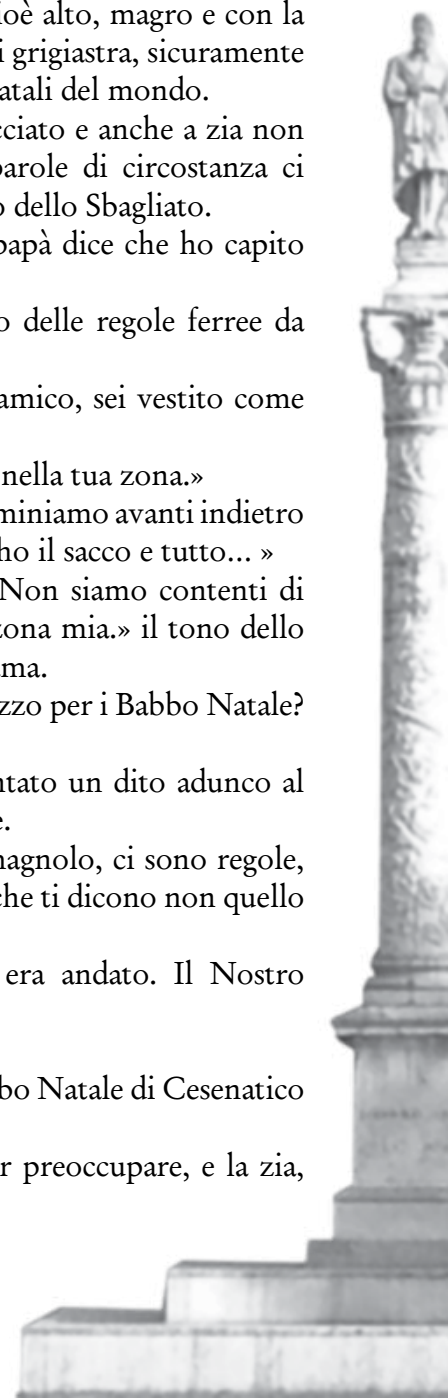 oè alto, magro e con la
i grigiastra, sicuramente
atali del mondo.
cciato e anche a zia non
parole di circostanza ci
o dello Sbagliato.
papà dice che ho capito
o delle regole ferree da
amico, sei vestito come
nella tua zona.»
miniamo avanti indietro
ho il sacco e tutto... »
Non siamo contenti di
zona mia.» il tono dello
ma.
zzo per i Babbo Natale?
ntato un dito adunco al
e.
nagnolo, ci sono regole,
che ti dicono non quello
era andato. Il Nostro
bo Natale di Cesenatico
r preoccupare, e la zia,